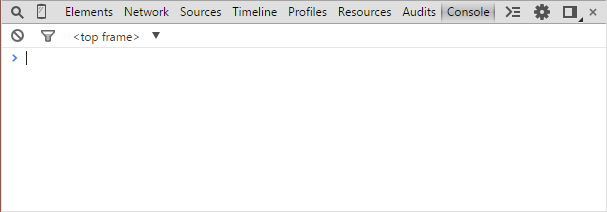 Elements Network Sources Timeline Profiles Resources Audits Console
<top frame>